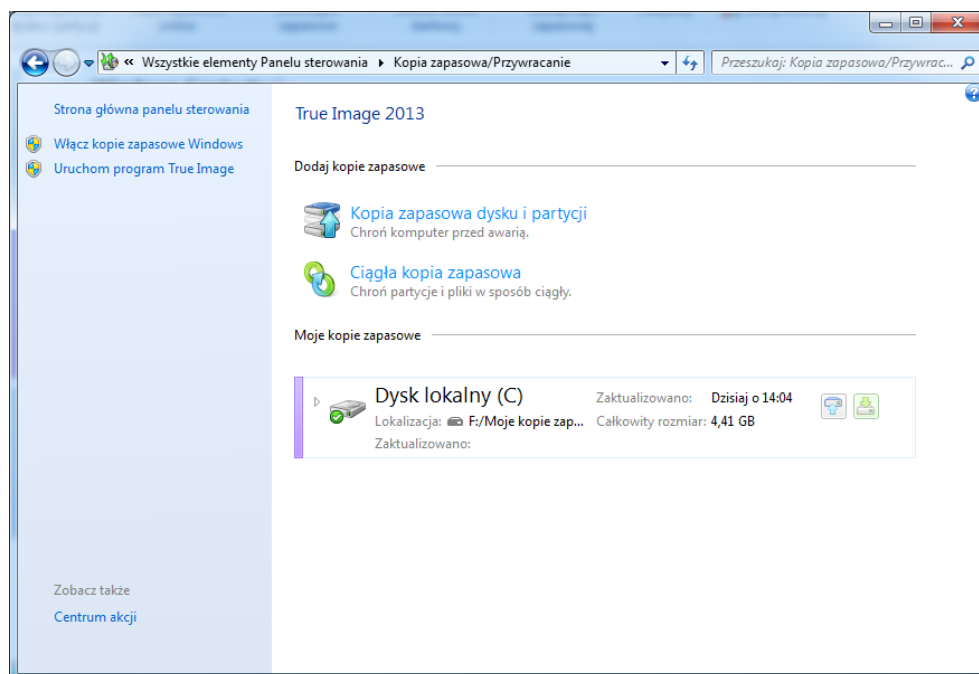 « Wszystkie elementy Panelu sterowania ▸ Kopia zapasowa/Przywracanie
Przeszukaj: Kopia zapasowa/Przywrac...
Strona główna panelu sterowania
Włącz kopie zapasowe Windows
Uruchom program True Image
True Image 2013
Dodaj kopie zapasowe
Kopia zapasowa dysku i partycji
Chroń komputer przed awarią.
Ciągła kopia zapasowa
Chroń partycje i pliki w sposób ciągły.
Moje kopie zapasowe
Dysk lokalny (C)
Zaktualizowano: Dzisiaj o 14:04
Lokalizacja: F:/Moje kopie zap...
Całkowity rozmiar: 4,41 GB
Zaktualizowano:
Zobacz także
Centrum akcji